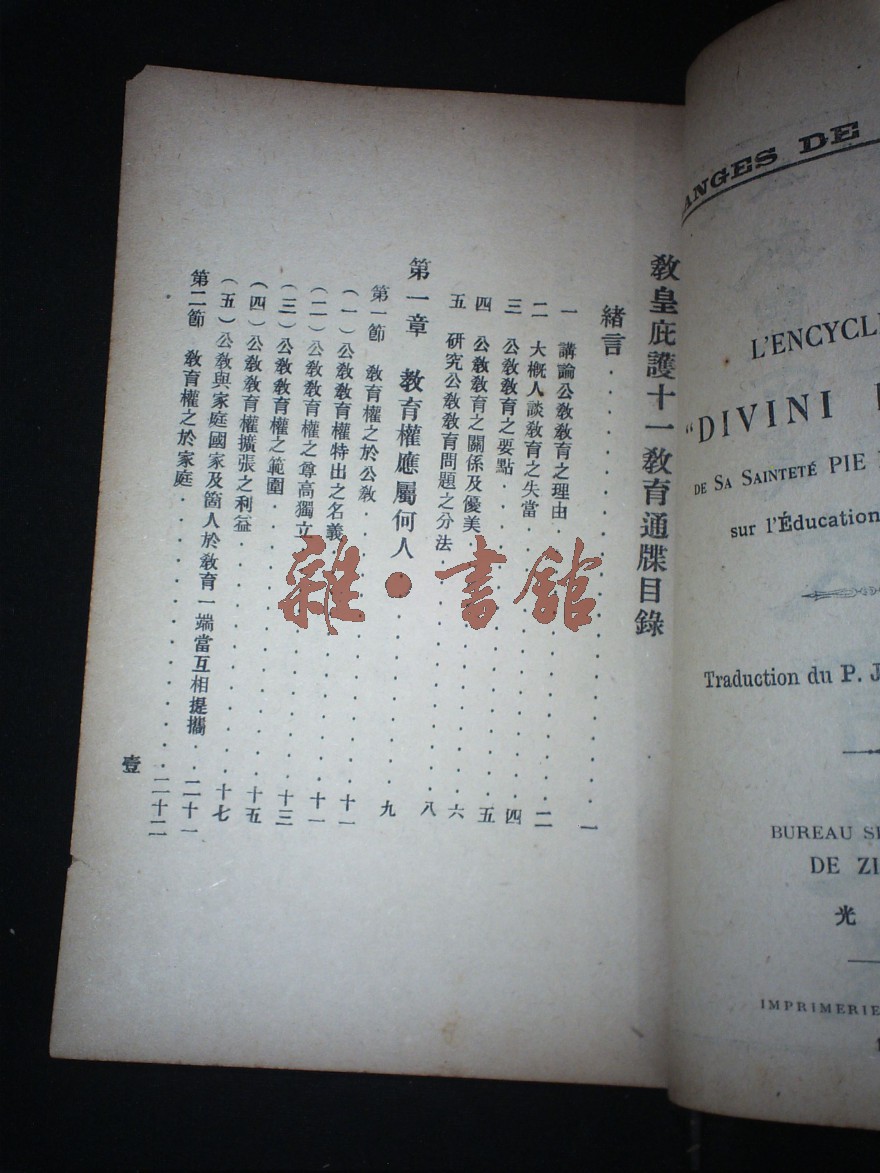 教皇庇護十一教育通牒目錄
緒言....................一
一 講論公教教育之理由............二
二 大槪人談教育之失當............四
三 公教教育之要點............五
四 公教教育之關係及優美............六
五 研究公教教育問題之分法............八
第一章 教育權應屬何人............九
第一節 教育權之於公教............十一
(一)公教教育權特出之名義............十一
(二)公教教育權之尊高獨立............十三
(三)公教教育權之範圍............十五
(四)公教教育權擴張之利益............十七
(五)公教與家庭國家及箇人於教育一端當互相提攜..二十一
第二節 教育權之於家庭............二十二
壹
雜·書館
ANGES DE
L'ENCYCL
"DIVINI
DE SA SAINTETÉ PIE
sur l'Éducation
Traduction du P. J
BUREAU S
DE ZI
光
IMPRIMERIE